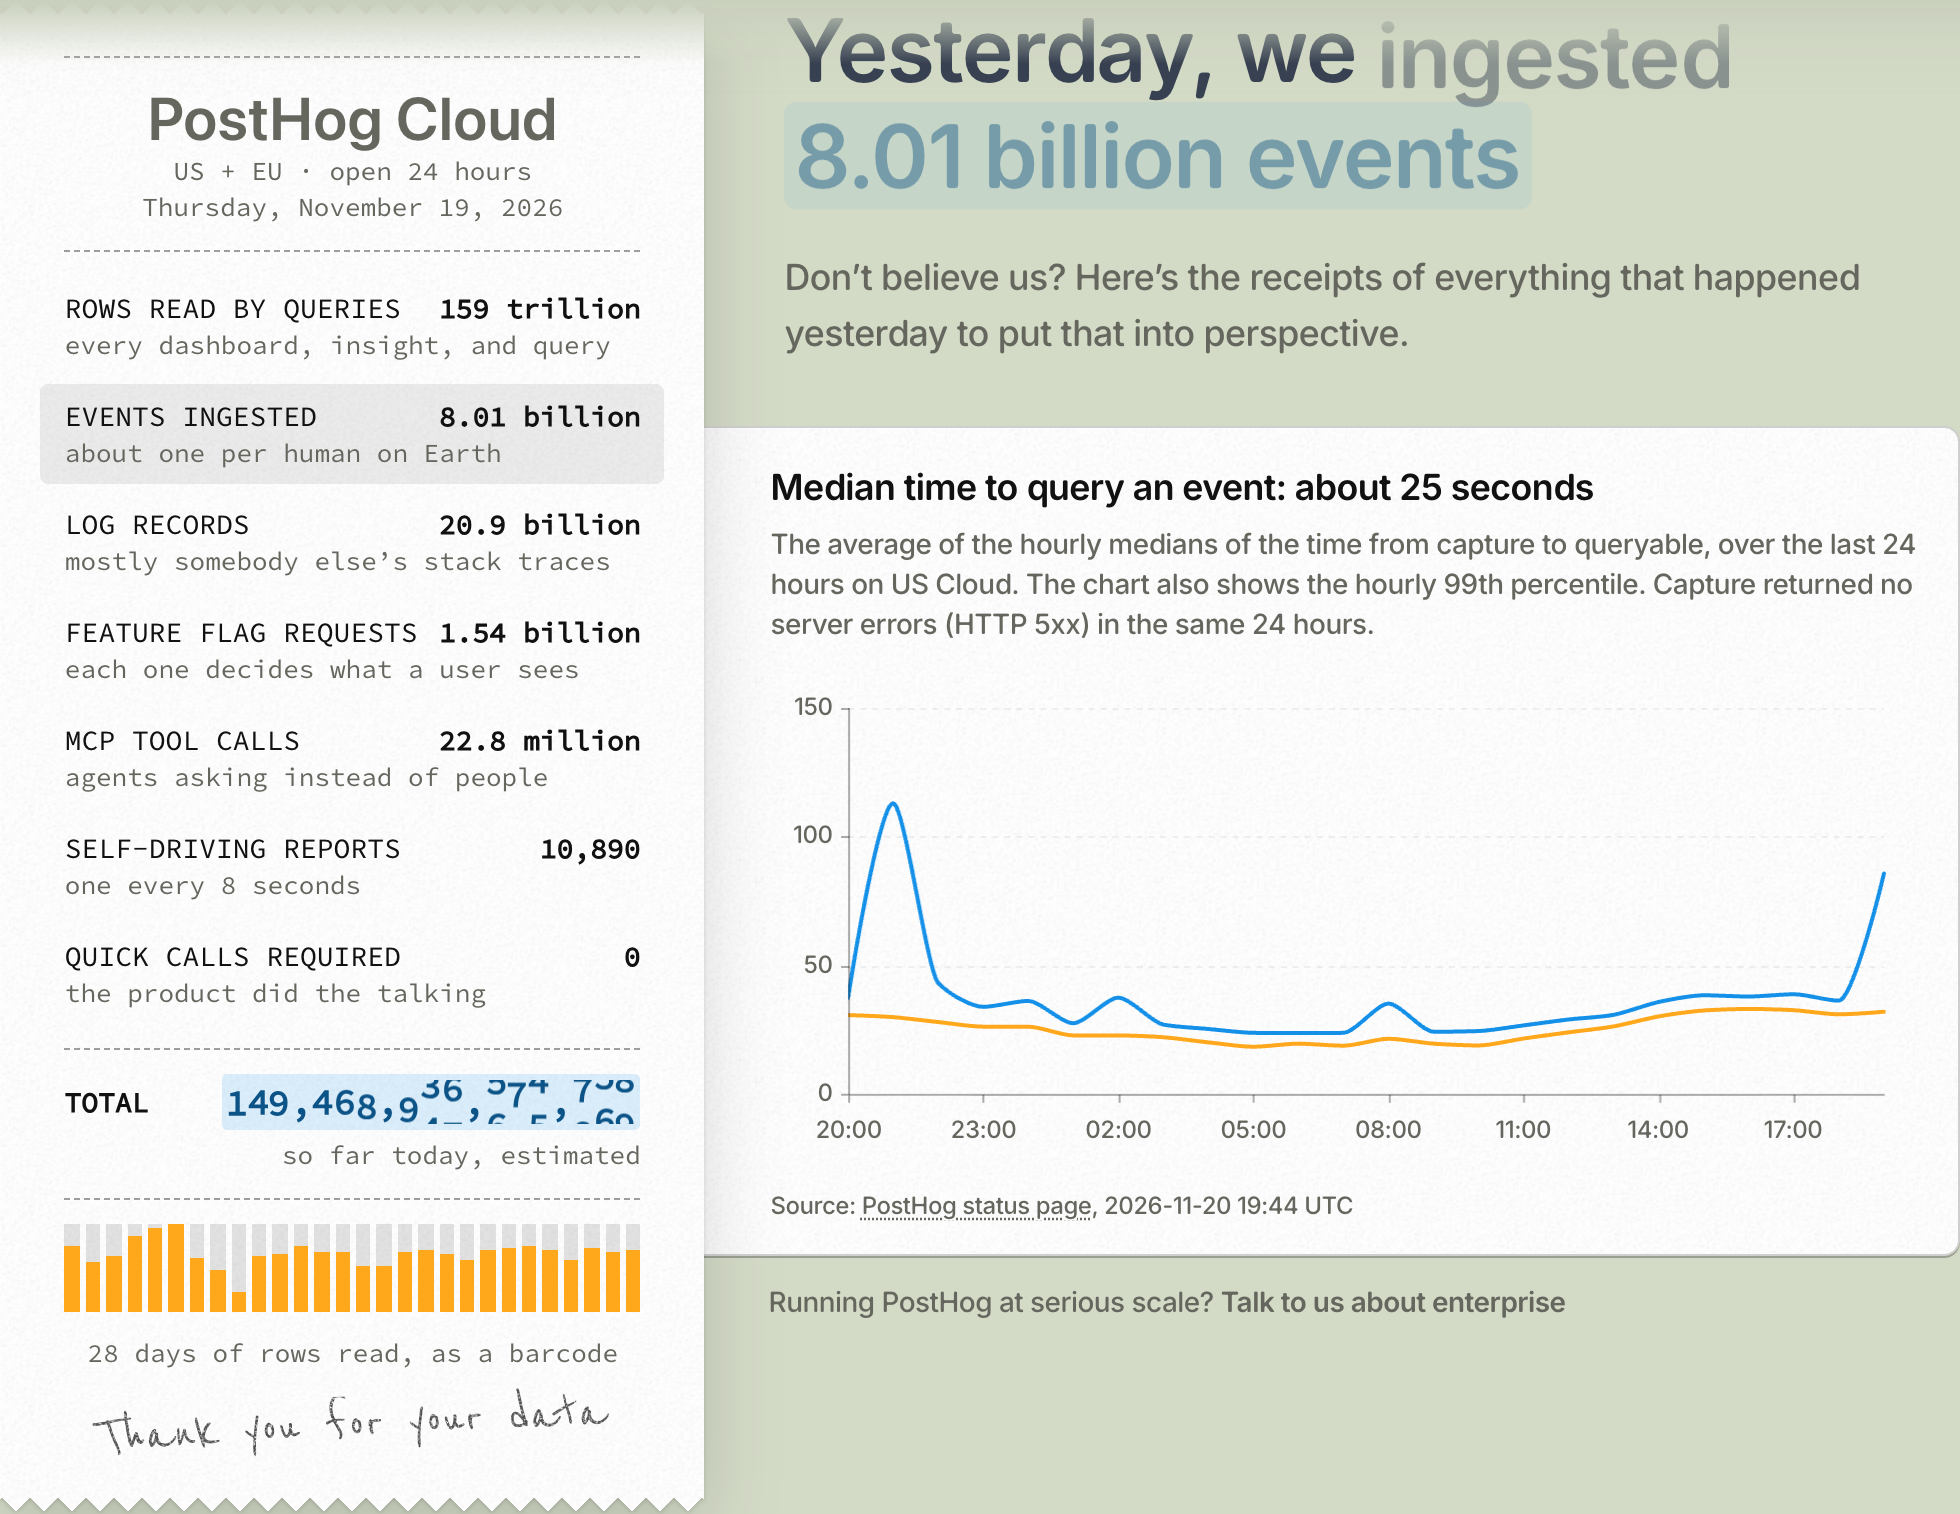 PostHog Cloud
US + EU · open 24 hours
Thursday, November 19, 2026
ROWS READ BY QUERIES 159 trillion
every dashboard, insight, and query
EVENTS INGESTED 8.01 billion
about one per human on Earth
LOG RECORDS 20.9 billion
mostly somebody else’s stack traces
FEATURE FLAG REQUESTS 1.54 billion
each one decides what a user sees
MCP TOOL CALLS 22.8 million
agents asking instead of people
SELF-DRIVING REPORTS 10,890
one every 8 seconds
QUICK CALLS REQUIRED 0
the product did the talking
TOTAL 149,468,9
so far today, estimated
28 days of rows read, as a barcode
Thank you for your data
Yesterday, we ingested
8.01 billion events
Don’t believe us? Here’s the receipts of everything that happened
yesterday to put that into perspective.
Median time to query an event: about 25 seconds
The average of the hourly medians of the time from capture to queryable, over the last 24
hours on US Cloud. The chart also shows the hourly 99th percentile. Capture returned no
server errors (HTTP 5xx) in the same 24 hours.
150
100
50
0
20:00 23:00 02:00 05:00 08:00 11:00 14:00 17:00
Source: PostHog status page, 2026-11-20 19:44 UTC
Running PostHog at serious scale? Talk to us about enterprise